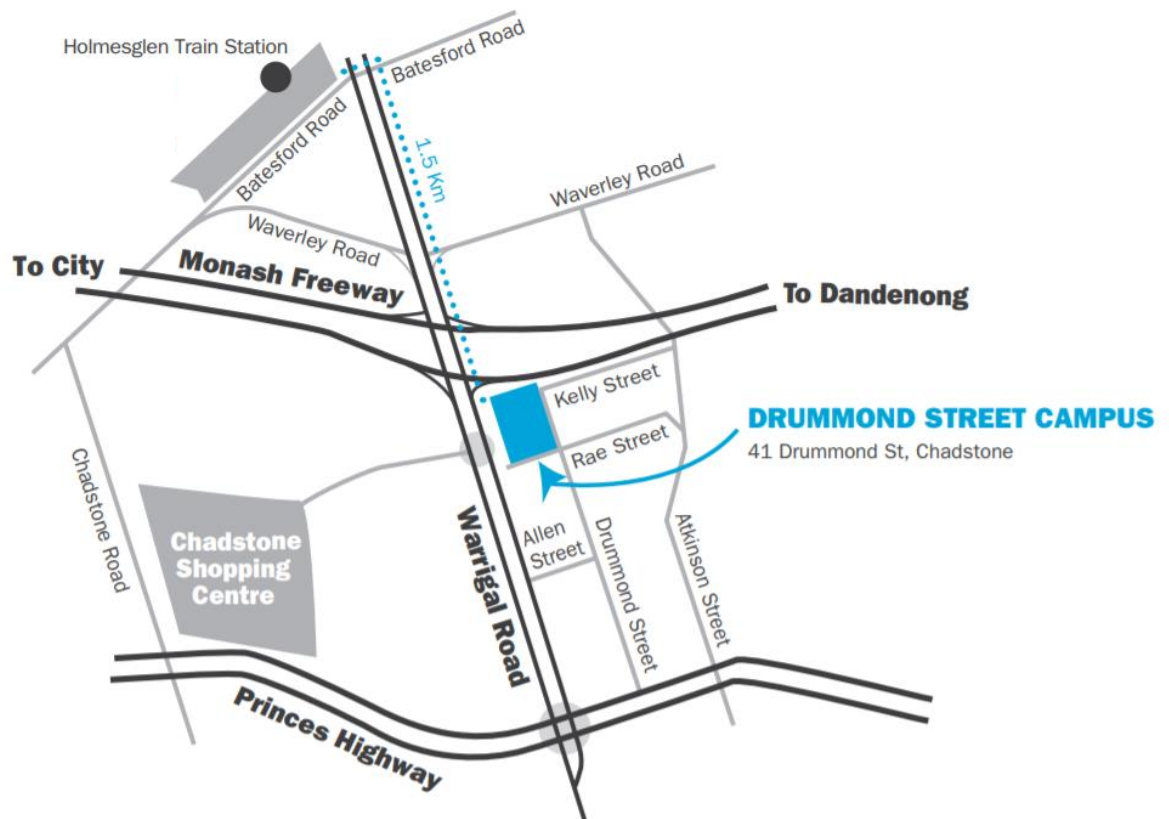 Holmesglen Train Station
Batesford Road
Batesford Road
1.5 Km
Waverley Road
Waverley Road
To City
Monash Freeway
To Dandenong
Kelly Street
Rae Street
DRUMMOND STREET CAMPUS
41 Drummond St, Chadstone
Chadstone Road
Chadstone
Shopping
Centre
Warrigal Road
Allen
Street
Drummond Street
Atkinson Street
Princes Highway